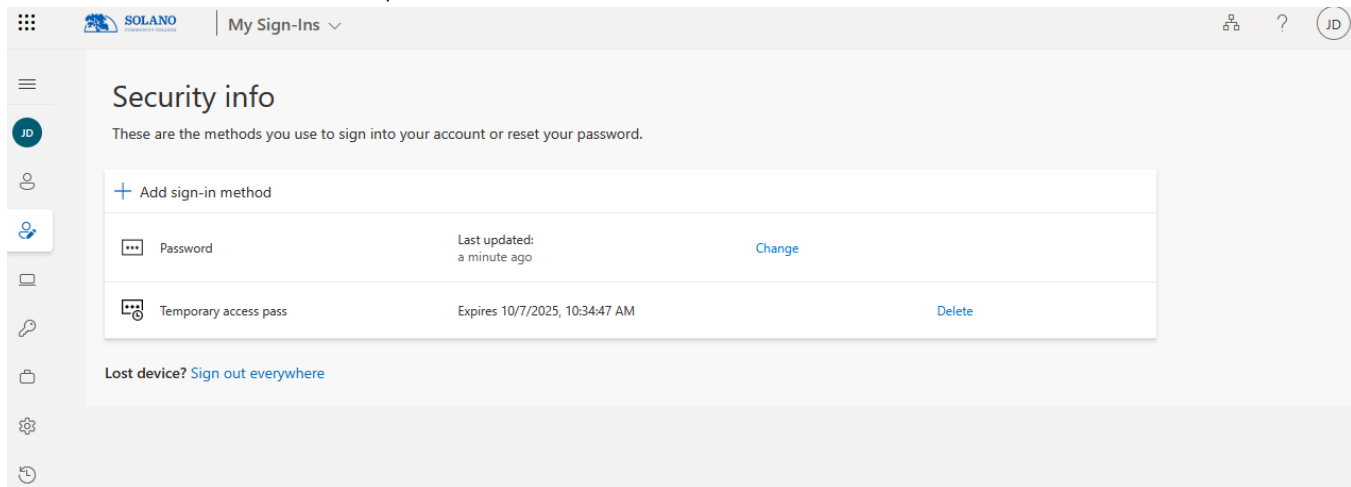 SOLANO
COMMUNITY COLLEGE
My Sign-Ins
?
JD
Security info
JD
These are the methods you use to sign into your account or reset your password.
+ Add sign-in method
Password
Last updated:
a minute ago
Change
Temporary access pass
Expires 10/7/2025, 10:34:47 AM
Delete
Lost device? Sign out everywhere